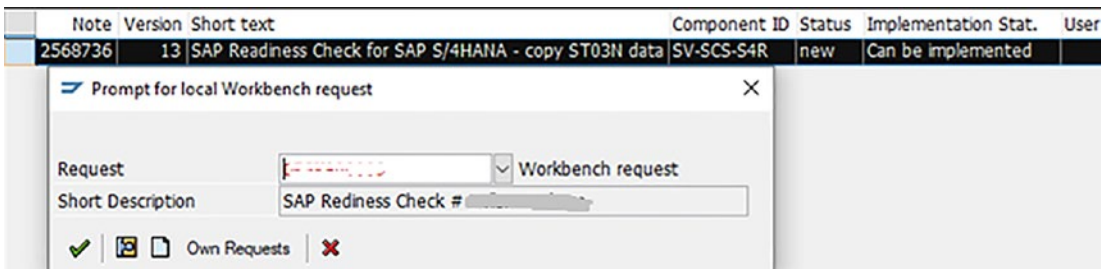 Note Version Short text Component ID Status Implementation Stat. User
2568736 13 SAP Readiness Check for SAP S/4HANA - copy ST03N data SV-SCS-S4R new Can be implemented
Prompt for local Workbench request
Request Workbench request
Short Description SAP Rediness Check #
Own Requests